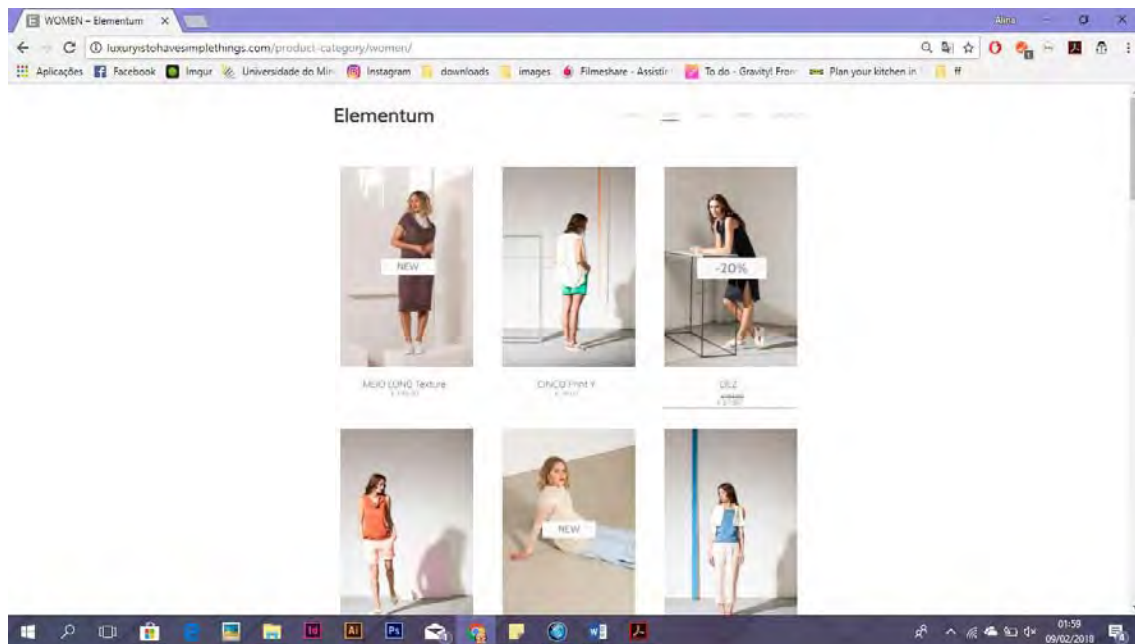 WOMEN – Elementum
Alina
luxuryistohavesimplethings.com/product-category/women/
Aplicações Facebook Imgur Universidade do Min Instagram downloads images Filmeshare - Assistir To do - Gravity! From Plan your kitchen in ff
Elementum
NEW
-20%
MEIO LONG Texture
CINCO Print Y
DEZ
NEW
01:59
09/02/2018